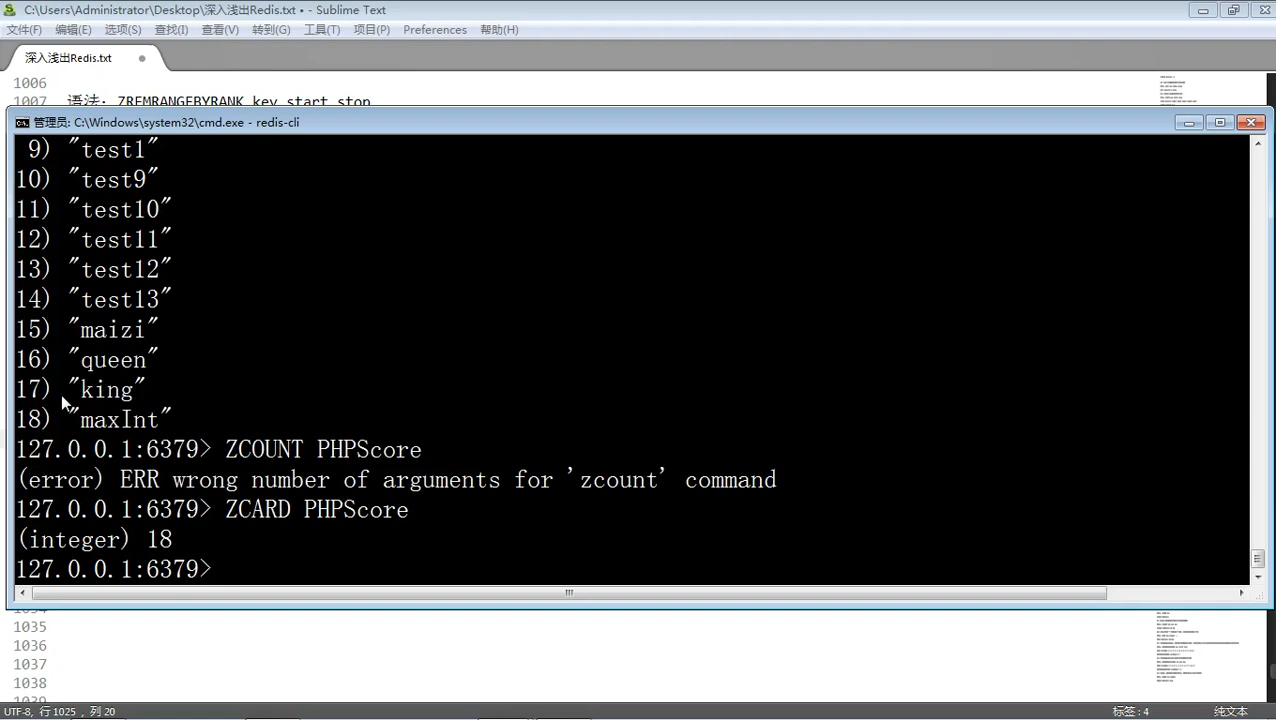 C:\Users\Administrator\Desktop\深入浅出Redis.txt • - Sublime Text
文件(F) 编辑(E) 选项(S) 查找(I) 查看(V) 转到(G) 工具(T) 项目(P) Preferences 帮助(H)
深入浅出Redis.txt
1006
1007 语法: ZREMRANGEBYRANK key start stop
C:\Windows\system32\cmd.exe - redis-cli
9) "test1"
10) "test9"
11) "test10"
12) "test11"
13) "test12"
14) "test13"
15) "maizi"
16) "queen"
17) "king"
18) "maxInt"
127.0.0.1:6379> ZCOUNT PHPScore
(error) ERR wrong number of arguments for 'zcount' command
127.0.0.1:6379> ZCARD PHPScore
(integer) 18
127.0.0.1:6379>
1035
1036
1037
1038
UTF-8, 行 1025 , 列 20 标签: 4 纯文本